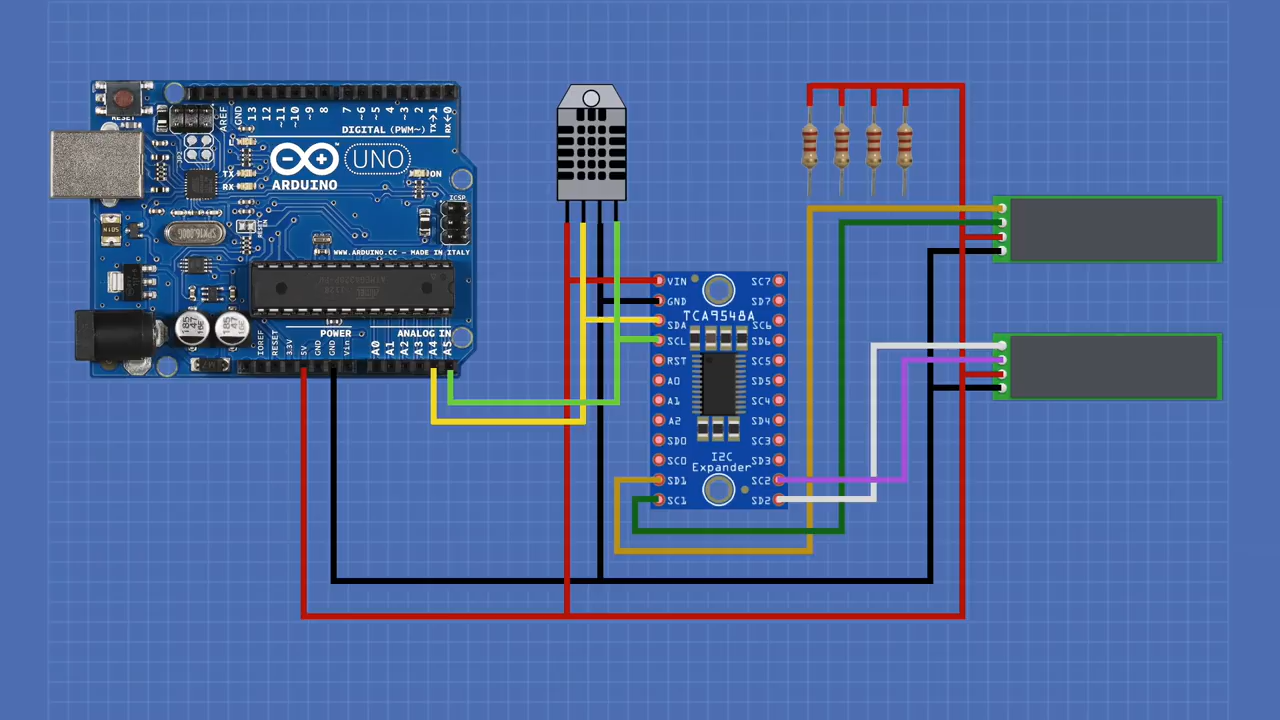 RESET
AREF
GND
13
12
~11
~10
~9
8
7
~6
~5
4
~3
2
TX→1
RX←0
DIGITAL (PWM~)
L
TX
RX
UNO
ARDUINO
ON
ICSP
WWW.ARDUINO.CC - MADE IN ITALY
POWER
ANALOG IN
IOREF
RESET
3.3V
5V
GND
GND
Vin
A0
A1
A2
A3
A4
A5
VIN
GND
SDA
SCL
RST
A0
A1
A2
SD0
SC0
SD1
SC1
TCA9548A
I2C
Expander
SC7
SD7
SC6
SD6
SC5
SD5
SC4
SD4
SC3
SD3
SC2
SD2